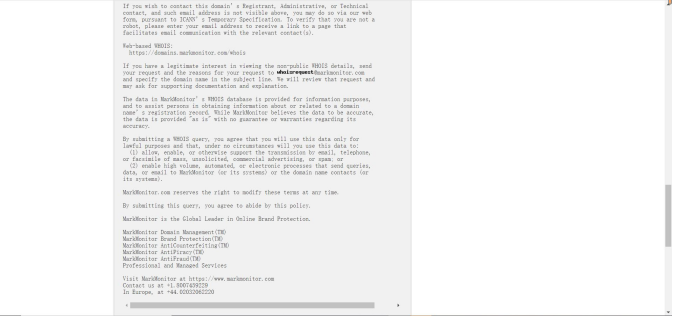 If you wish to contact this domain's Registrant, Administrative, or Technical
contact, and such email address is not visible above, you may do so via our web
form, pursuant to ICANN's Temporary Specification. To verify that you are not a
robot, please enter your email address to receive a link to a page that
facilitates email communication with the relevant contact(s).
Web-based WHOIS:
https://domains.markmonitor.com/whois
If you have a legitimate interest in viewing the non-public WHOIS details, send
your request and the reasons for your request to whoisrequest@markmonitor.com
and specify the domain name in the subject line. We will review that request and
may ask for supporting documentation and explanation.
The data in MarkMonitor's WHOIS database is provided for information purposes,
and to assist persons in obtaining information about or related to a domain
name's registration record. While MarkMonitor believes the data to be accurate,
the data is provided "as is" with no guarantee or warranties regarding its
accuracy.
By submitting a WHOIS query, you agree that you will use this data only for
lawful purposes and that, under no circumstances will you use this data to:
(1) allow, enable, or otherwise support the transmission by email, telephone,
or facsimile of mass, unsolicited, commercial advertising, or spam; or
(2) enable high volume, automated, or electronic processes that send queries,
data, or email to MarkMonitor (or its systems) or the domain name contacts (or
its systems).
MarkMonitor.com reserves the right to modify these terms at any time.
By submitting this query, you agree to abide by this policy.
MarkMonitor is the Global Leader in Online Brand Protection.
MarkMonitor Domain Management(TM)
MarkMonitor Brand Protection(TM)
MarkMonitor AntiCounterfeiting(TM)
MarkMonitor AntiPiracy(TM)
MarkMonitor AntiFraud(TM)
Professional and Managed Services
Visit MarkMonitor at https://www.markmonitor.com
Contact us at +1.8007459229
In Europe, at +44.02032062220